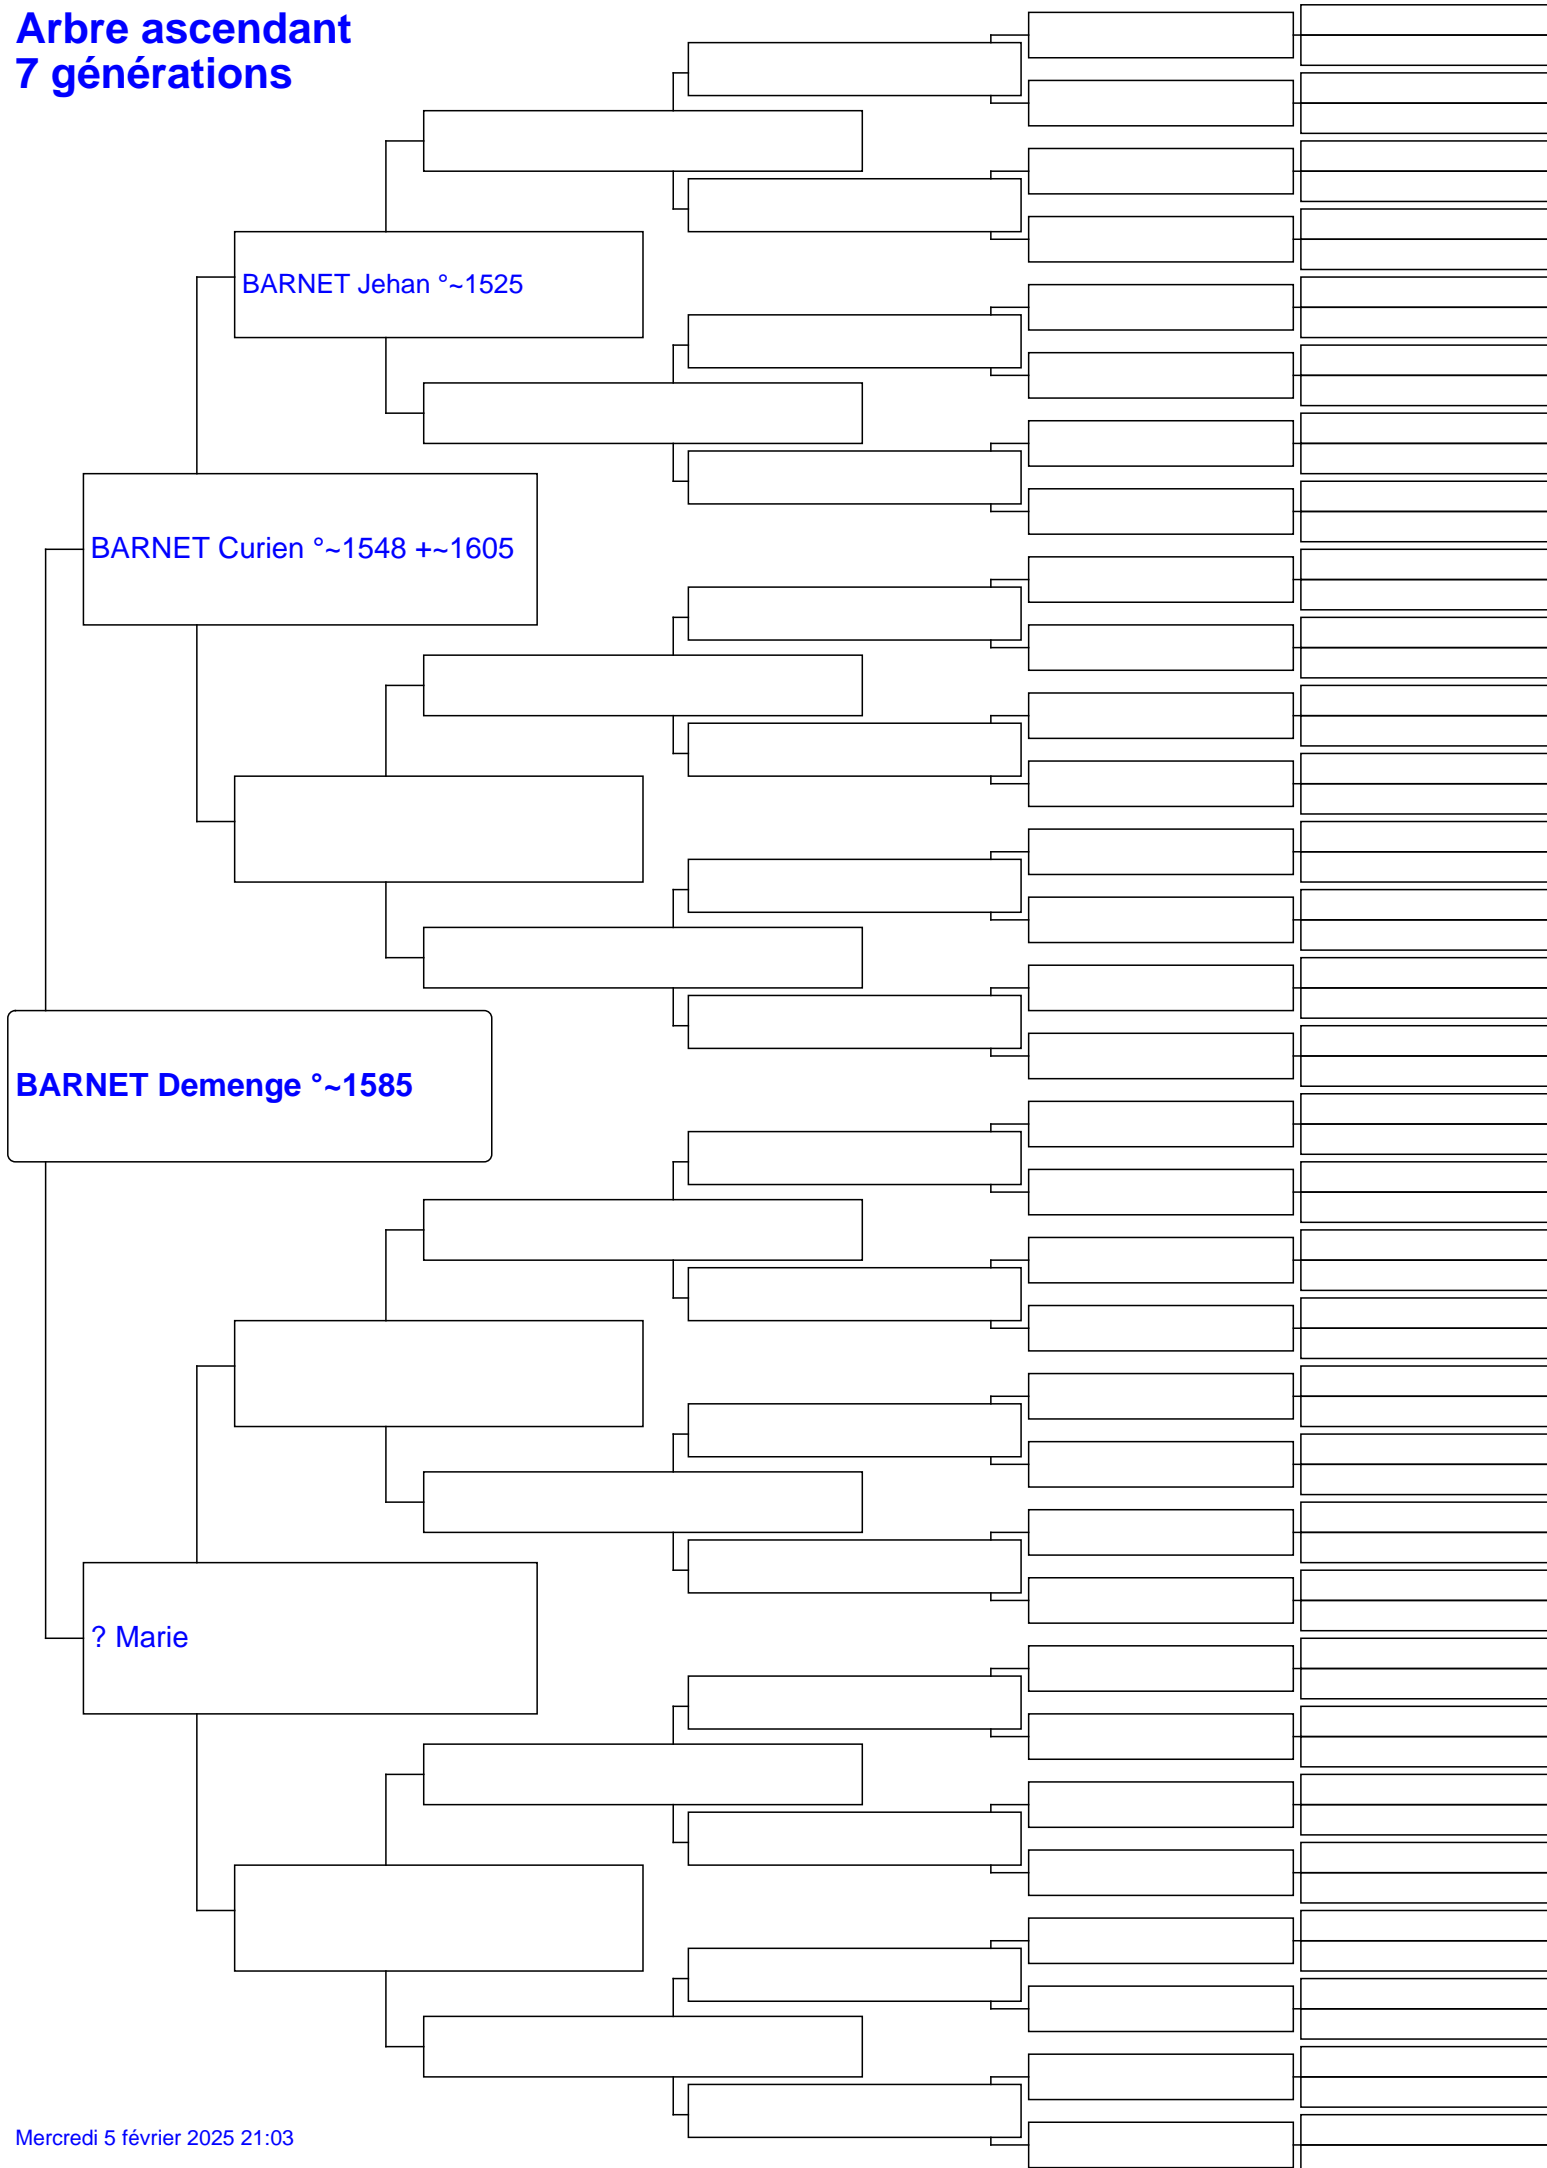 Arbre ascendant
7 générations
BARNET Jehan °~1525
BARNET Curien °~1548 +~1605
BARNET Demenge °~1585
? Marie
Mercredi 5 février 2025 21:03